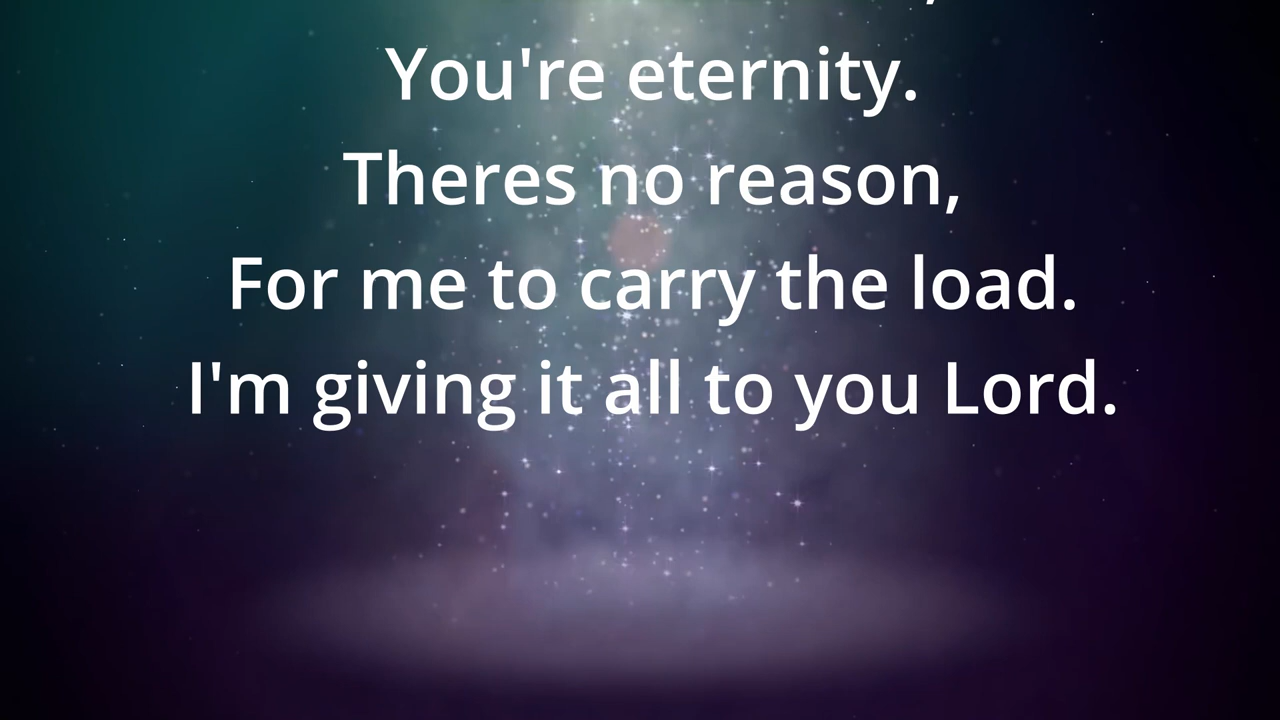 You're eternity.
Theres no reason,
For me to carry the load.
I'm giving it all to you Lord.